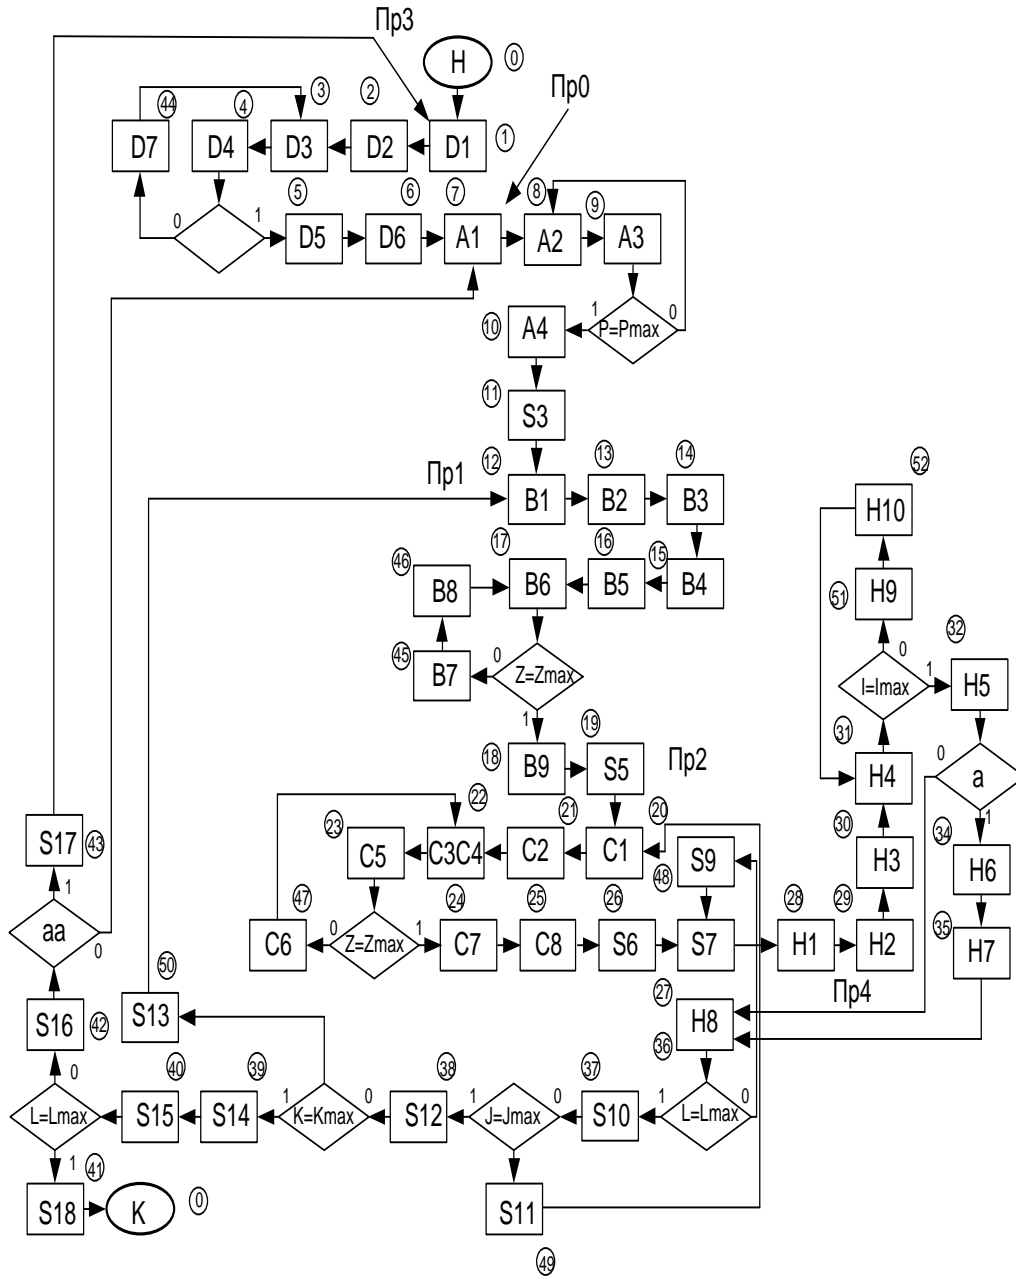 Пр3
H 0
Пр0
44 4 3 2
D7 D4 D3 D2 D1 1
5 6 7 8 9
0 1 D5 D6 A1 A2 A3
10 A4 1 P=Pmax 0
11 S3
12 13 14
Пр1 B1 B2 B3
52
H10
17 16 15
46 B8 B6 B5 B4
51 H9
45 B7 0 Z=Zmax
1
0 32
I=Imax 1 H5
18 B9 19 S5 Пр2
31 H4 0 a
1
23 22 21 20
C5 C3C4 C2 C1 S9
48
30 H3 34 H6
S17 43
1
47 24 25 26 28 29 35
aa 0
C6 0 Z=Zmax 1 C7 C8 S6 S7 H1 H2 H7
50 27 Пр4
S16 42 S13 H8
36
0 40 39 38 37
L=Lmax S15 S14 1 K=Kmax 0 S12 1 J=Jmax 0 S10 1 L=Lmax 0
1 41
S18 K 0 S11
49